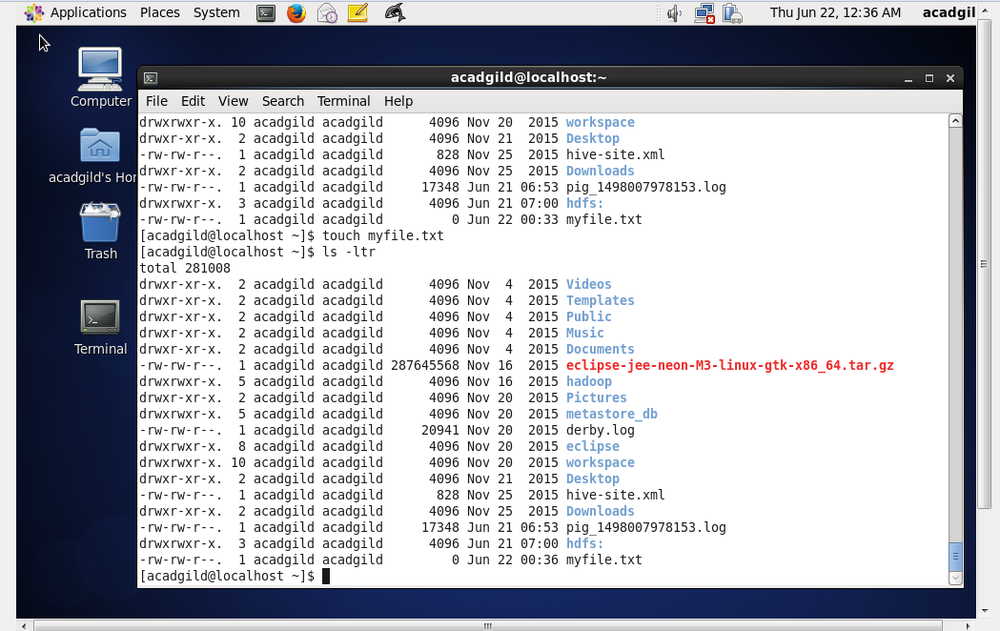 Applications Places System Thu Jun 22, 12:36 AM acadgil
Computer
acadgild's Hor
Trash
Terminal
acadgild@localhost:~
File Edit View Search Terminal Help
drwxrwxr-x. 10 acadgild acadgild      4096 Nov 20  2015 workspace
drwxr-xr-x.  2 acadgild acadgild      4096 Nov 21  2015 Desktop
-rw-rw-r--.  1 acadgild acadgild       828 Nov 25  2015 hive-site.xml
drwxr-xr-x.  2 acadgild acadgild      4096 Nov 25  2015 Downloads
-rw-rw-r--.  1 acadgild acadgild     17348 Jun 21 06:53 pig_1498007978153.log
drwxrwxr-x.  3 acadgild acadgild      4096 Jun 21 07:00 hdfs:
-rw-rw-r--.  1 acadgild acadgild         0 Jun 22 00:33 myfile.txt
[acadgild@localhost ~]$ touch myfile.txt
[acadgild@localhost ~]$ ls -ltr
total 281008
drwxr-xr-x.  2 acadgild acadgild      4096 Nov  4  2015 Videos
drwxr-xr-x.  2 acadgild acadgild      4096 Nov  4  2015 Templates
drwxr-xr-x.  2 acadgild acadgild      4096 Nov  4  2015 Public
drwxr-xr-x.  2 acadgild acadgild      4096 Nov  4  2015 Music
drwxr-xr-x.  2 acadgild acadgild      4096 Nov  4  2015 Documents
-rw-rw-r--.  1 acadgild acadgild 287645568 Nov 16  2015 eclipse-jee-neon-M3-linux-gtk-x86_64.tar.gz
drwxrwxr-x.  5 acadgild acadgild      4096 Nov 16  2015 hadoop
drwxr-xr-x.  2 acadgild acadgild      4096 Nov 20  2015 Pictures
drwxrwxr-x.  5 acadgild acadgild      4096 Nov 20  2015 metastore_db
-rw-rw-r--.  1 acadgild acadgild     20941 Nov 20  2015 derby.log
drwxr-xr-x.  8 acadgild acadgild      4096 Nov 20  2015 eclipse
drwxrwxr-x. 10 acadgild acadgild      4096 Nov 20  2015 workspace
drwxr-xr-x.  2 acadgild acadgild      4096 Nov 21  2015 Desktop
-rw-rw-r--.  1 acadgild acadgild       828 Nov 25  2015 hive-site.xml
drwxr-xr-x.  2 acadgild acadgild      4096 Nov 25  2015 Downloads
-rw-rw-r--.  1 acadgild acadgild     17348 Jun 21 06:53 pig_1498007978153.log
drwxrwxr-x.  3 acadgild acadgild      4096 Jun 21 07:00 hdfs:
-rw-rw-r--.  1 acadgild acadgild         0 Jun 22 00:36 myfile.txt
[acadgild@localhost ~]$